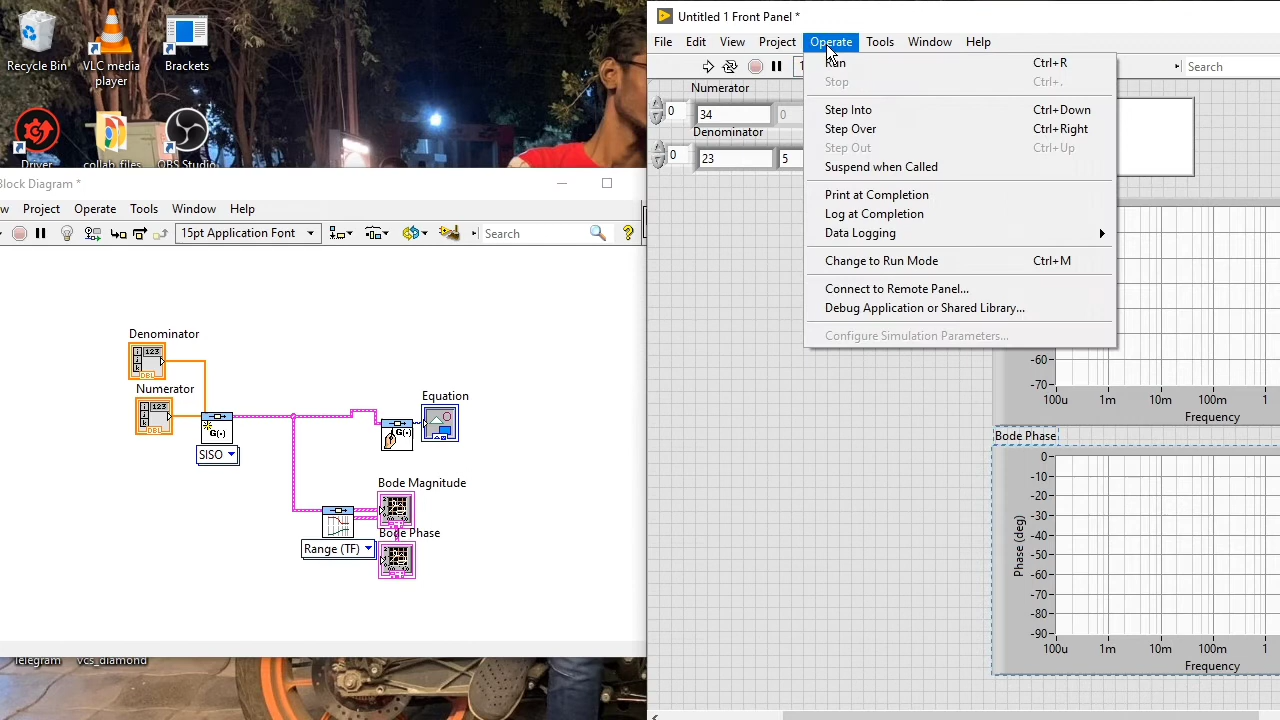 Recycle Bin
VLC media
player
Brackets
Driver
collab_files
OBS Studio
Block Diagram *
Project Operate Tools Window Help
15pt Application Font
Search
?
Denominator
Numerator
SISO
Equation
Bode Magnitude
Bode Phase
Range (TF)
Telegram
vcs_diamond
Untitled 1 Front Panel *
File Edit View Project Operate Tools Window Help
Search
Numerator
0 34 0
Denominator
0 23 5
Run Ctrl+R
Stop Ctrl+.
Step Into Ctrl+Down
Step Over Ctrl+Right
Step Out Ctrl+Up
Suspend when Called
Print at Completion
Log at Completion
Data Logging
Change to Run Mode Ctrl+M
Connect to Remote Panel...
Debug Application or Shared Library...
Configure Simulation Parameters...
-60
-70
100u 1m 10m 100m 1
Frequency
Bode Phase
0
-10
-20
-30
-40
-50
-60
-70
-80
-90
Phase (deg)
100u 1m 10m 100m 1
Frequency